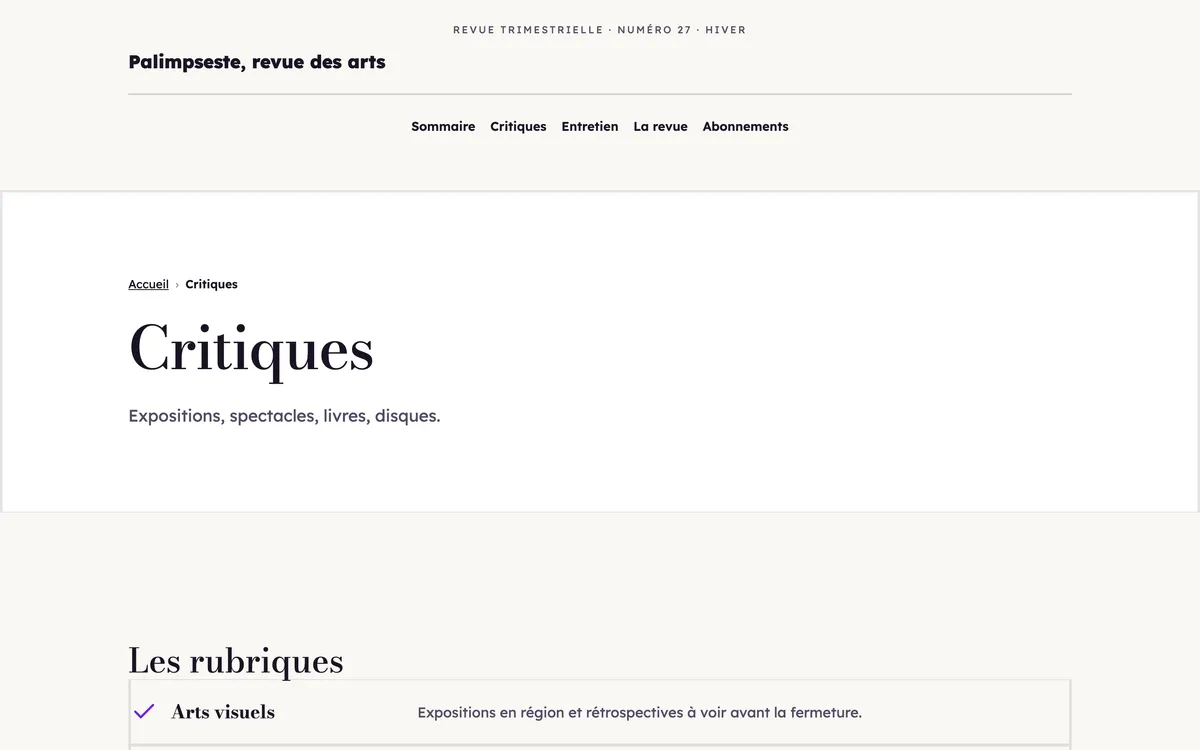 REVUE TRIMESTRIELLE · NUMÉRO 27 · HIVER
Palimpseste, revue des arts
Sommaire Critiques Entretien La revue Abonnements
Accueil › Critiques
Critiques
Expositions, spectacles, livres, disques.
Les rubriques
Arts visuels Expositions en région et rétrospectives à voir avant la fermeture.